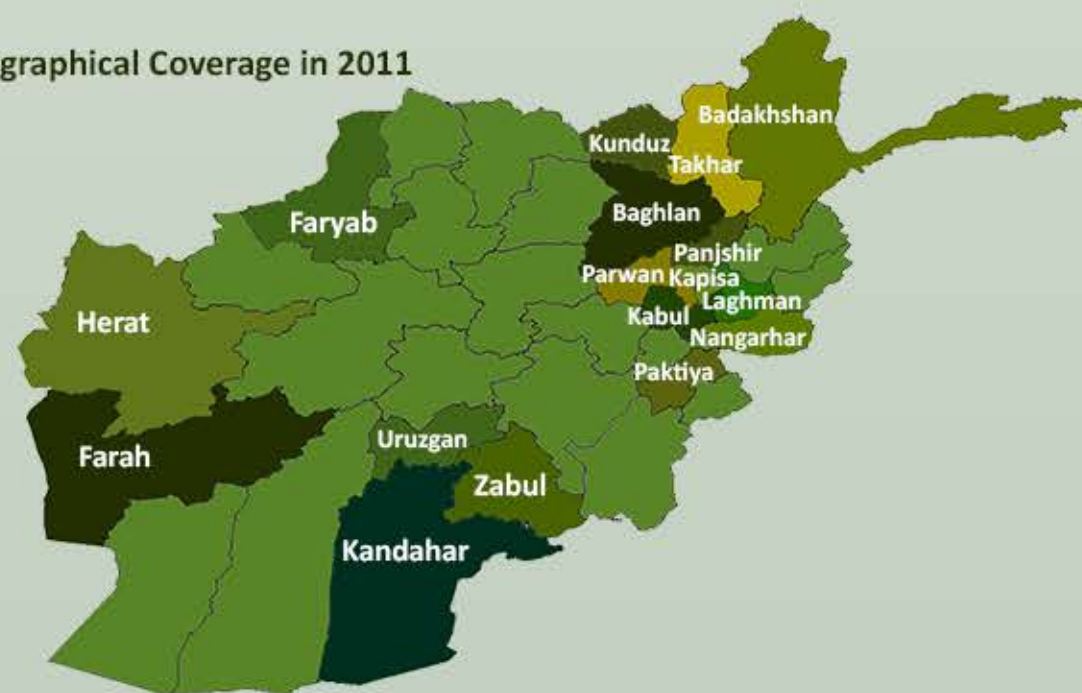 graphical Coverage in 2011
Badakhshan
Kunduz
Takhar
Faryab
Baghlan
Panjshir
Parwan
Kapisa
Herat
Laghman
Kabul
Nangarhar
Paktiya
Uruzgan
Farah
Zabul
Kandahar